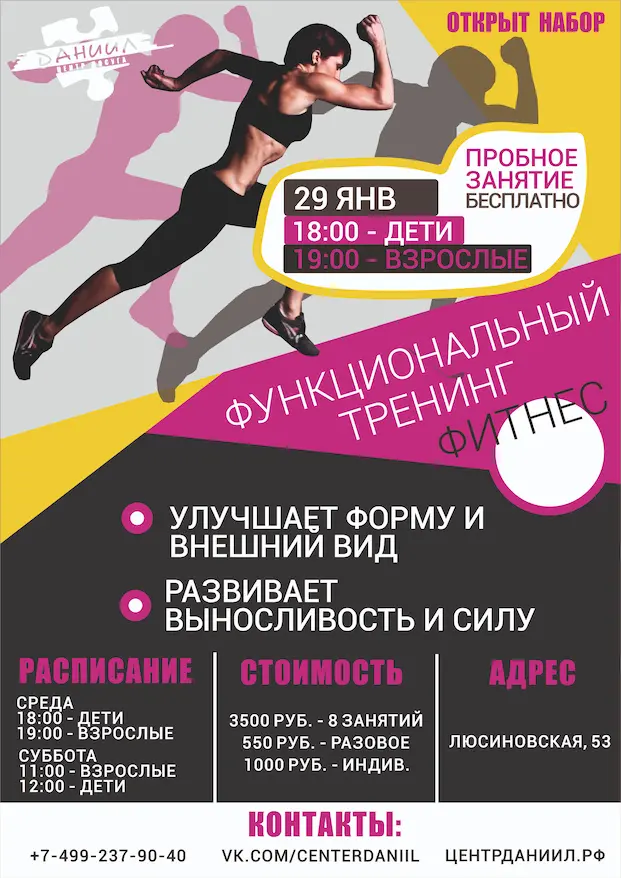 ДАНИИЛ
ЦЕНТР ДОСУГА
ОТКРЫТ НАБОР
ПРОБНОЕ
ЗАНЯТИЕ
БЕСПЛАТНО
29 ЯНВ
18:00 - ДЕТИ
19:00 - ВЗРОСЛЫЕ
ФУНКЦИОНАЛЬНЫЙ
ТРЕНИНГ
ФИТНЕС
УЛУЧШАЕТ ФОРМУ И
ВНЕШНИЙ ВИД
РАЗВИВАЕТ
ВЫНОСЛИВОСТЬ И СИЛУ
РАСПИСАНИЕ
СРЕДА
18:00 - ДЕТИ
19:00 - ВЗРОСЛЫЕ
СУББОТА
11:00 - ВЗРОСЛЫЕ
12:00 - ДЕТИ
СТОИМОСТЬ
3500 РУБ. - 8 ЗАНЯТИЙ
550 РУБ. - РАЗОВОЕ
1000 РУБ. - ИНДИВ.
АДРЕС
ЛЮСИНОВСКАЯ, 53
КОНТАКТЫ:
+7-499-237-90-40
VK.COM/CENTERDANIIL
ЦЕНТРДАНИИЛ.РФ